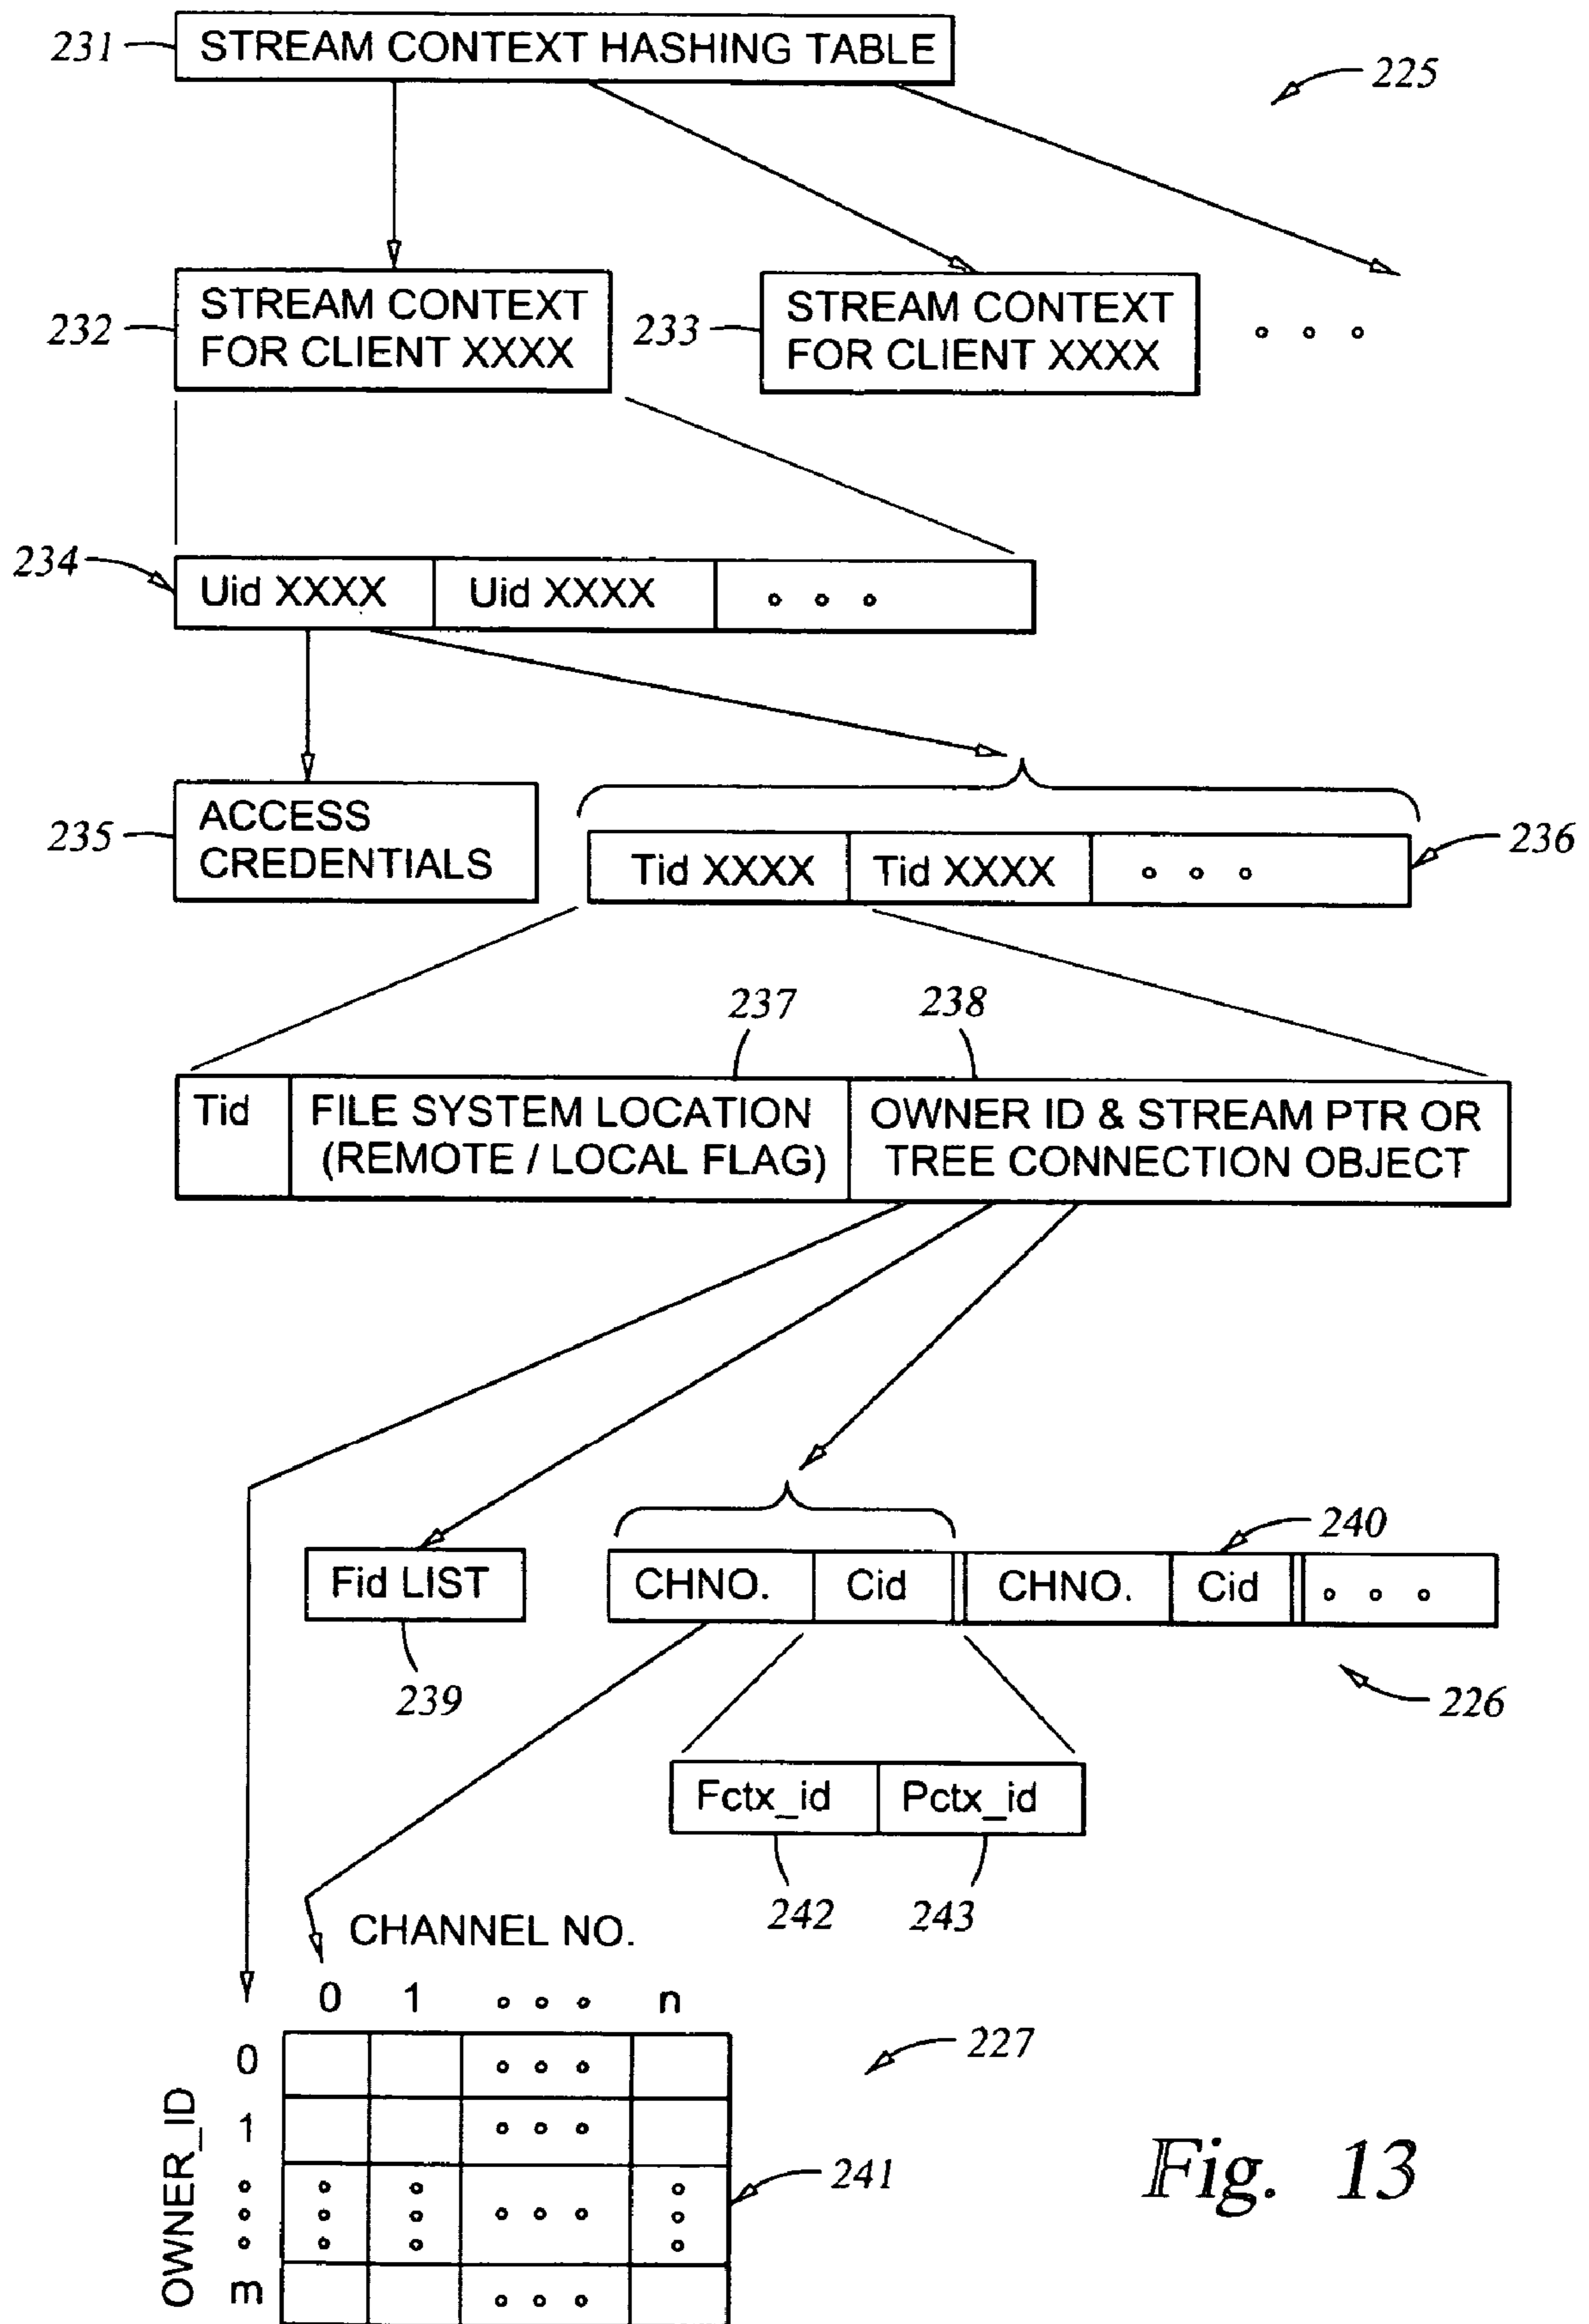 231
STREAM CONTEXT HASHING TABLE
225
232
STREAM CONTEXT
FOR CLIENT XXXX
233
STREAM CONTEXT
FOR CLIENT XXXX
234
Uid XXXX
Uid XXXX
235
ACCESS
CREDENTIALS
Tid XXXX
Tid XXXX
236
237
238
Tid
FILE SYSTEM LOCATION
(REMOTE / LOCAL FLAG)
OWNER ID & STREAM PTR OR
TREE CONNECTION OBJECT
240
Fid LIST
CHNO.
Cid
CHNO.
Cid
239
226
Fctx_id
Pctx_id
242
243
CHANNEL NO.
0 1 n
227
OWNER_ID
0
1
m
241
Fig. 13